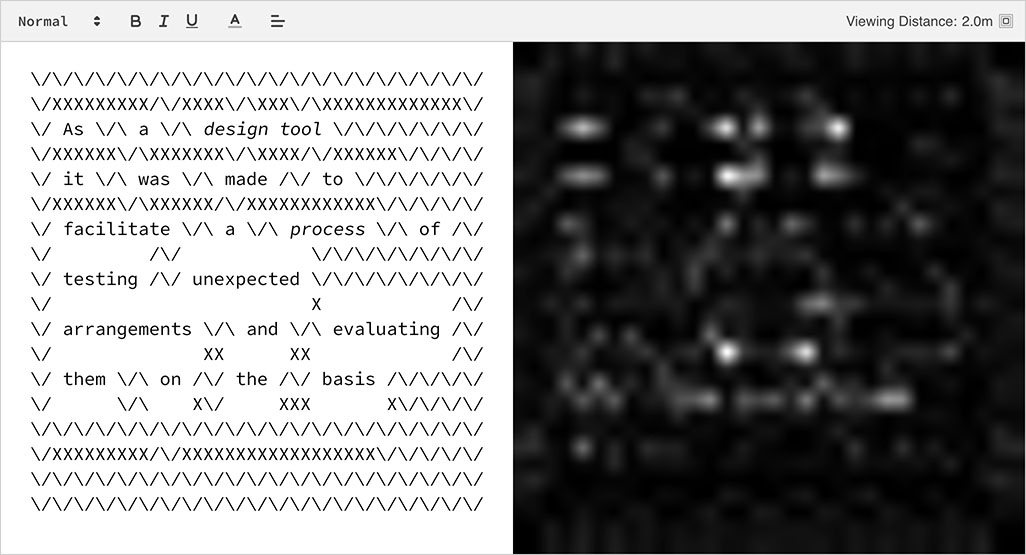 Normal
Viewing Distance: 2.0m
B I U A
\/\/\/\/\/\/\/\/\/\/\/\/\/\/\/\/\/\/\/\/\/
\/XXXXXXXXX/\/XXXX\/\XXX\/\XXXXXXXXXXXXX\/
\/ As \/\ a \/\ design tool \/\/\/\/\/\/\/
\/XXXXXX\/\XXXXXXX\/\XXXX/\/XXXXXX\/\/\/\/
\/ it \/\ was \/\ made /\/ to \/\/\/\/\/\/
\/XXXXXX\/\XXXXXX/\/XXXXXXXXXXXX\/\/\/\/\/
\/ facilitate \/\ a \/\ process \/\ of /\/
\/         /\/            \/\/\/\/\/\/\/\/
\/ testing /\/ unexpected \/\/\/\/\/\/\/\/
\/                        X            /\/
\/ arrangements \/\ and \/\ evaluating /\/
\/              XX      XX             /\/
\/ them \/\ on /\/ the /\/ basis /\/\/\/\/
\/      \/\    X\/     XXX       X\/\/\/\/
\/\/\/\/\/\/\/\/\/\/\/\/\/\/\/\/\/\/\/\/\/
\/XXXXXXXXX/\/XXXXXXXXXXXXXXXXXX\/\/\/\/\/
\/\/\/\/\/\/\/\/\/\/\/\/\/\/\/\/\/\/\/\/\/
\/\/\/\/\/\/\/\/\/\/\/\/\/\/\/\/\/\/\/\/\/